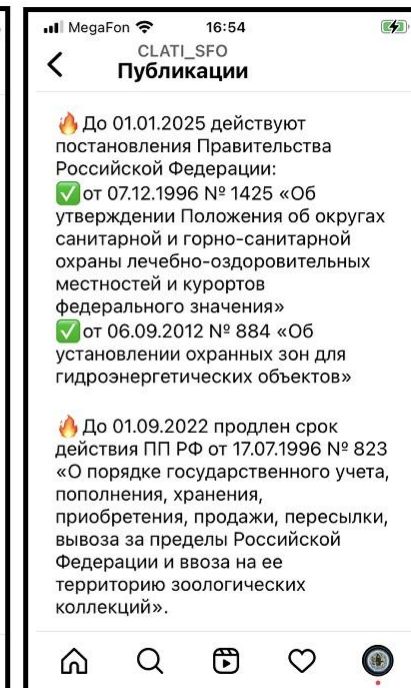 MegaFon 16:54
CLATI_SFO
Публикации
🔥 До 01.01.2025 действуют
постановления Правительства
Российской Федерации:
✅ от 07.12.1996 № 1425 «Об
утверждении Положения об округах
санитарной и горно-санитарной
охраны лечебно-оздоровительных
местностей и курортов
федерального значения»
✅ от 06.09.2012 № 884 «Об
установлении охранных зон для
гидроэнергетических объектов»
🔥 До 01.09.2022 продлен срок
действия ПП РФ от 17.07.1996 № 823
«О порядке государственного учета,
пополнения, хранения,
приобретения, продажи, пересылки,
вывоза за пределы Российской
Федерации и ввоза на ее
территорию зоологических
коллекций».